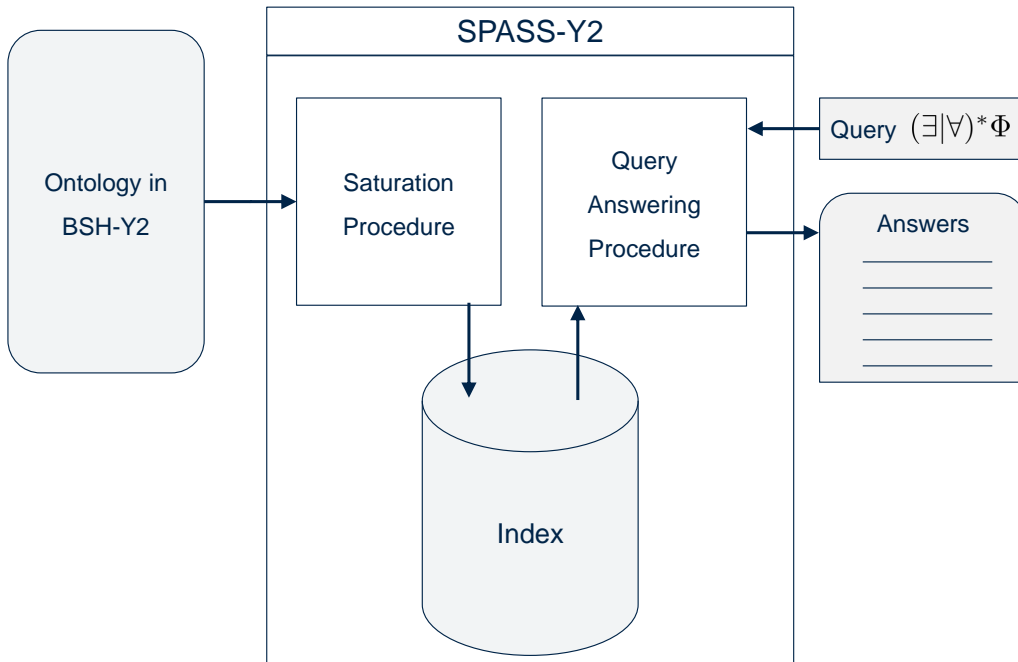 SPASS-Y2
Ontology in
BSH-Y2
Saturation
Procedure
Query
Answering
Procedure
Query (∃|∀)*Φ
Answers
Index